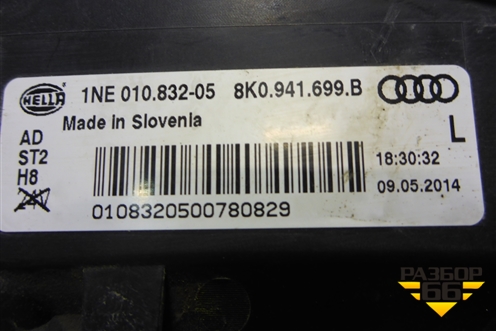 HELLA
1NE 010.832-05 8K0.941.699.B
Made in Slovenia
AD
ST2
H8
24V
L
18:30:32
09.05.2014
0108320500780829
РАЗБОР
66